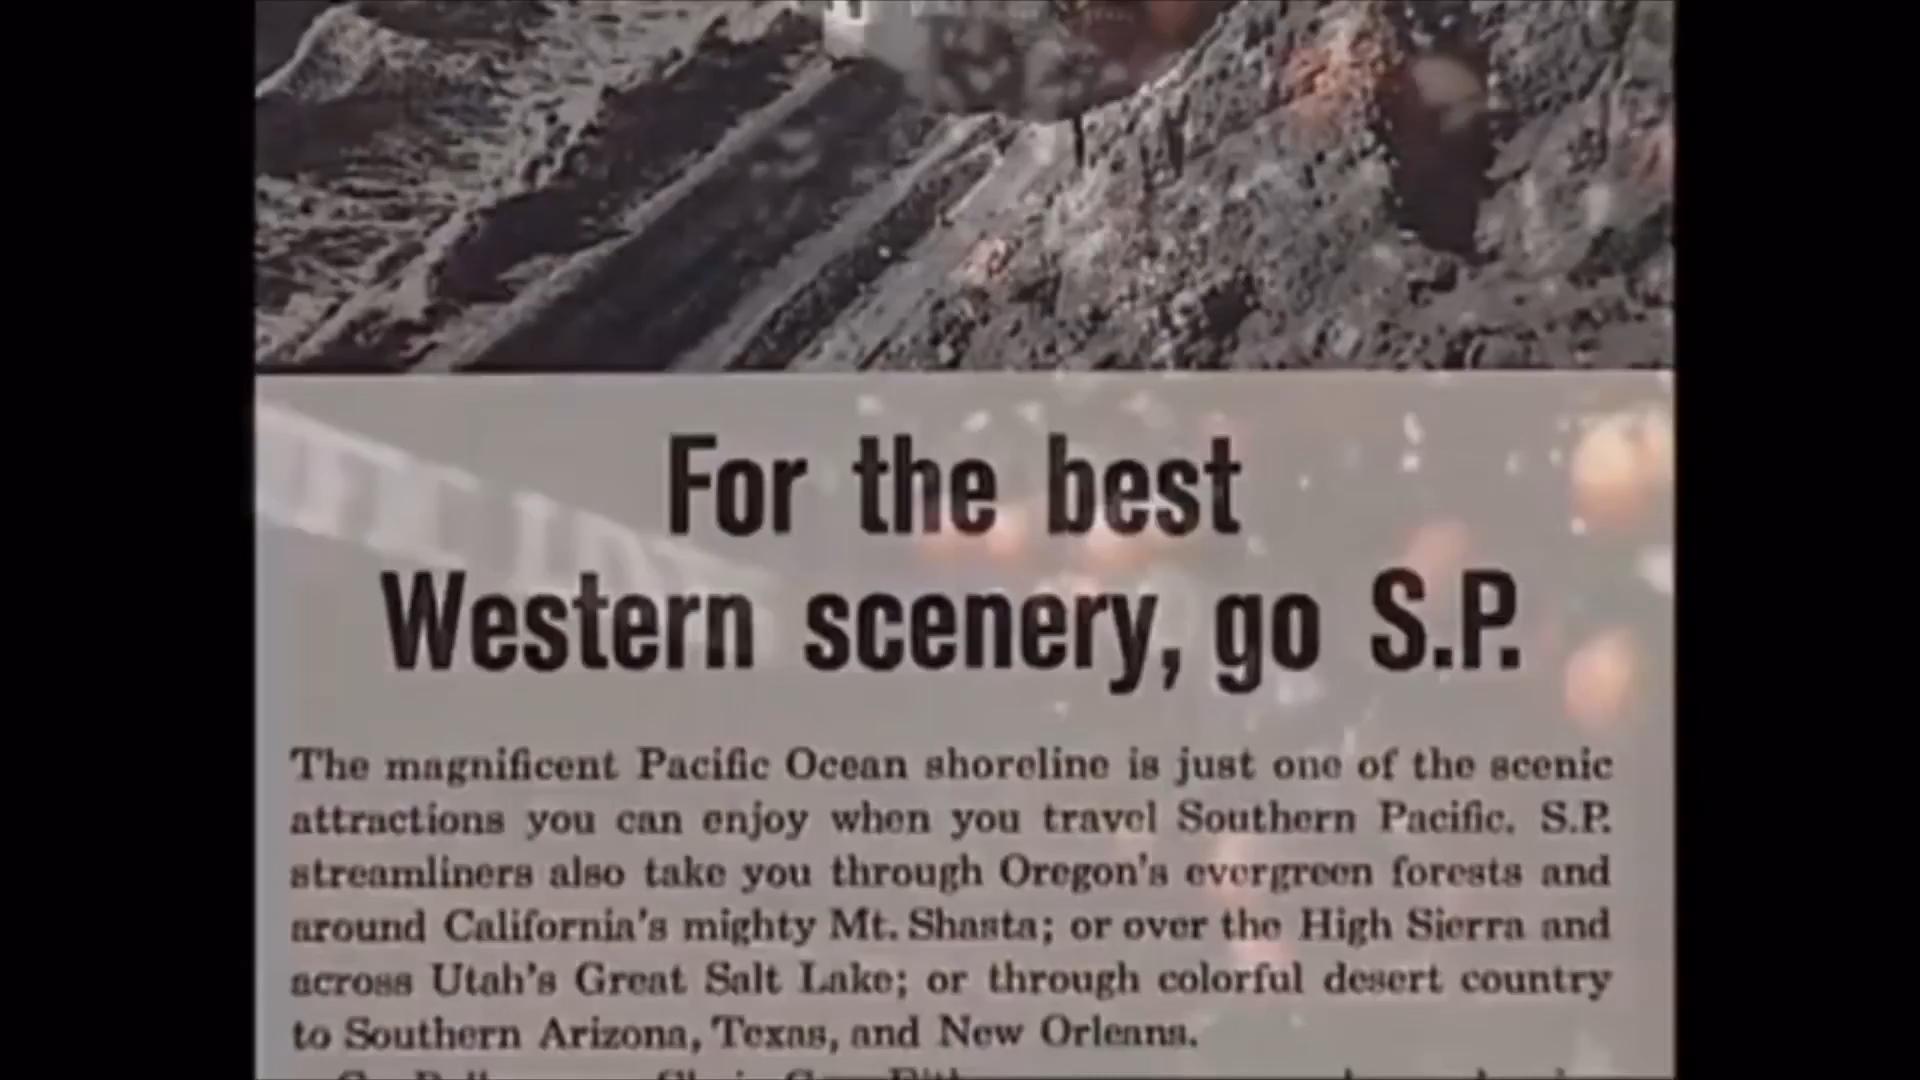 For the best
Western scenery, go S.P.
The magnificent Pacific Ocean shoreline is just one of the scenic
attractions you can enjoy when you travel Southern Pacific. S.P.
streamliners also take you through Oregon's evergreen forests and
around California's mighty Mt. Shasta; or over the High Sierra and
across Utah's Great Salt Lake; or through colorful desert country
to Southern Arizona, Texas, and New Orleans.